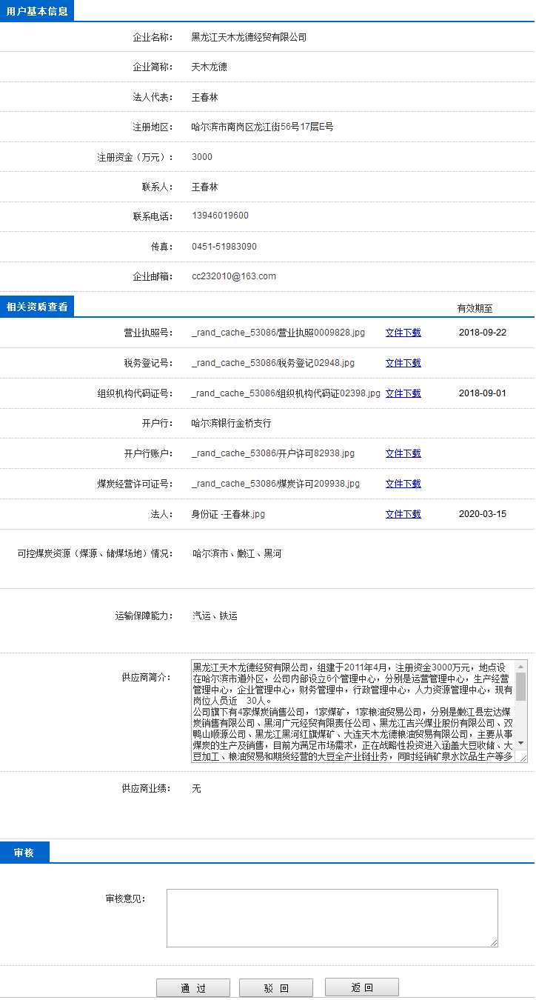 用户基本信息
企业名称： 黑龙江天木龙德经贸有限公司
企业简称： 天木龙德
法人代表： 王春林
注册地区： 哈尔滨市南岗区龙江街56号17层E号
注册资金（万元）： 3000
联系人： 王春林
联系电话： 13946019600
传真： 0451-51983090
企业邮箱： cc232010@163.com
相关资质查看 有效期至
营业执照号： _rand_cache_53086/营业执照0009828.jpg 文件下载 2018-09-22
税务登记号： _rand_cache_53086/税务登记02948.jpg 文件下载
组织机构代码证号： _rand_cache_53086/组织机构代码证02398.jpg 文件下载 2018-09-01
开户行： 哈尔滨银行金桥支行
开户行账户： _rand_cache_53086/开户许可82938.jpg 文件下载
煤炭经营许可证号： _rand_cache_53086/煤炭许可209938.jpg 文件下载
法人： 身份证 -王春林.jpg 文件下载 2020-03-15
可控煤炭资源（煤源、储煤场地）情况： 哈尔滨市、嫩江、黑河
运输保障能力： 汽运、铁运
供应商简介： 黑龙江天木龙德经贸有限公司，组建于2011年4月，注册资金3000万元，地点设
在哈尔滨市道外区，公司内部设立6个管理中心，分别是运营管理中心，生产经营
管理中心，企业管理中心，财务管理中，行政管理中心，人力资源管理中心，现有
岗位人员近　30人。
公司旗下有4家煤炭销售公司，1家煤矿，1家粮油贸易公司，分别是嫩江县宏达煤
炭销售有限公司、黑河广元经贸有限责任公司、黑龙江吉兴煤业股份有限公司、双
鸭山顺源公司、黑龙江黑河红旗煤矿、大连天木龙德粮油贸易有限公司，主要从事
煤炭的生产及销售，目前为满足市场需求，正在战略性投资进入涵盖大豆收储、大
豆加工、粮油贸易和期货经营的大豆全产业链业务，同时经销矿泉水饮品生产等多
供应商业绩： 无
审核
审核意见：
通 过 驳 回 返 回